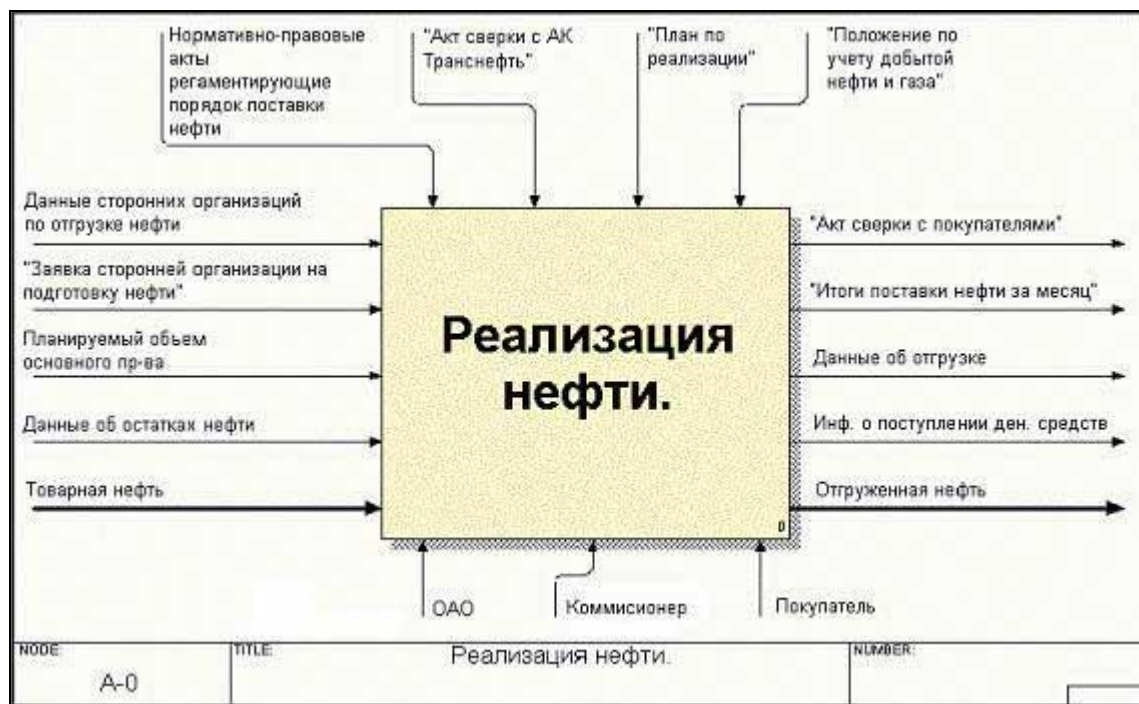 Нормативно-правовые
акты
регаментирующие
порядок поставки
нефти
"Акт сверки с АК
Транснефть"
"План по
реализации"
"Положение по
учету добытой
нефти и газа"
Данные сторонних организаций
по отгрузке нефти
"Заявка сторонней организации на
подготовку нефти"
Планируемый объем
основного пр-ва
Данные об остатках нефти
Товарная нефть
Реализация
нефти.
0
"Акт сверки с покупателями"
"Итоги поставки нефти за месяц"
Данные об отгрузке
Инф. о поступлении ден. средств
Отгруженная нефть
ОАО
Коммисионер
Покупатель
NODE:
A-0
TITLE:
Реализация нефти.
NUMBER: